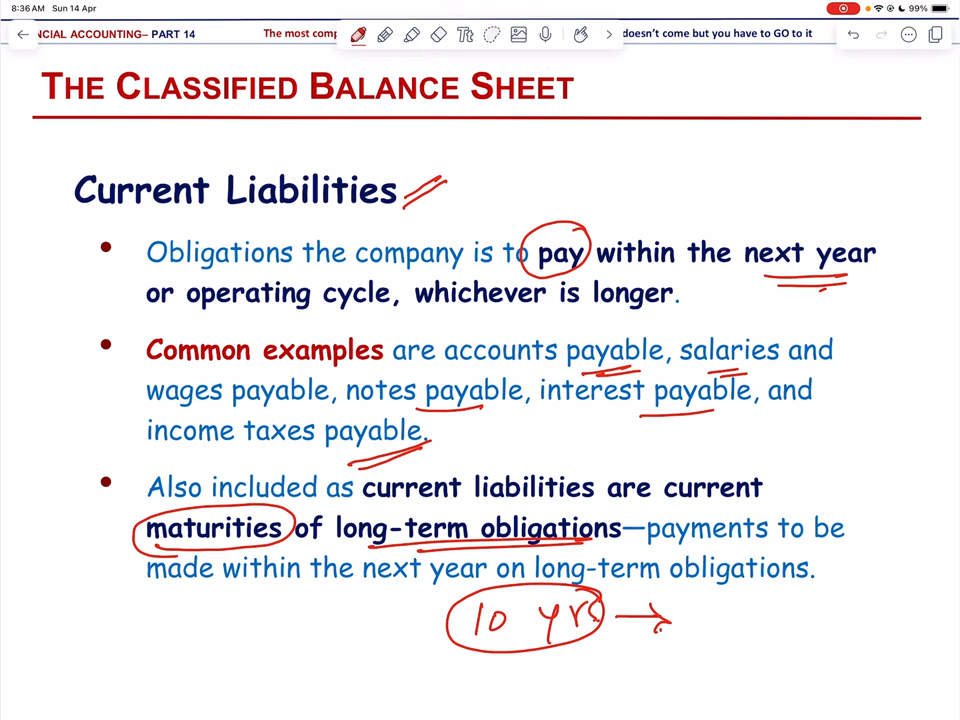 8:36 AM Sun 14 Apr 99%
NCIAL ACCOUNTING– PART 14 The most comp doesn't come but you have to GO to it
THE CLASSIFIED BALANCE SHEET
Current Liabilities
• Obligations the company is to pay within the next year
or operating cycle, whichever is longer.
• Common examples are accounts payable, salaries and
wages payable, notes payable, interest payable, and
income taxes payable.
• Also included as current liabilities are current
maturities of long-term obligations—payments to be
made within the next year on long-term obligations.
10 yrs →